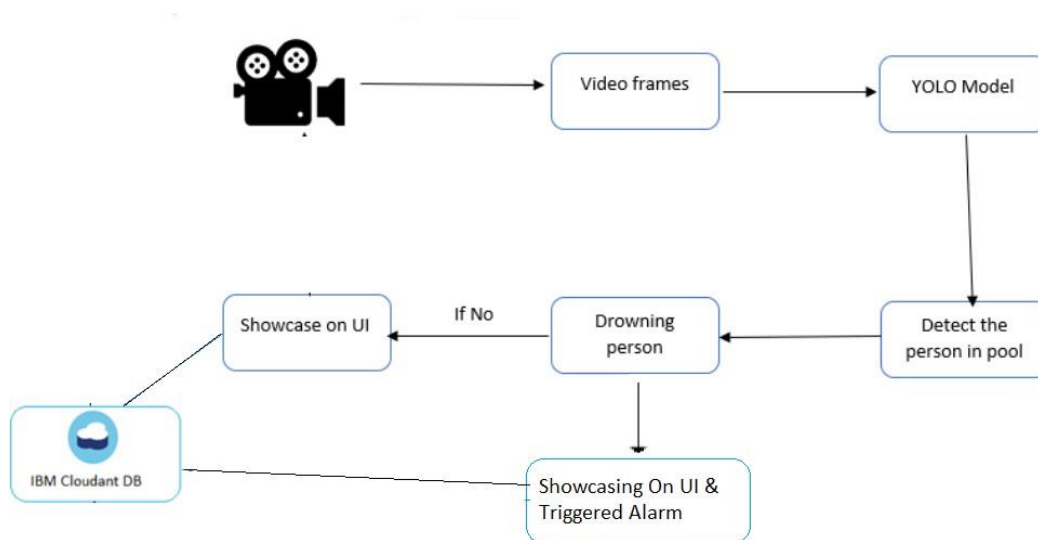 Video frames
YOLO Model
Showcase on UI
If No
Drowning
person
Detect the
person in pool
IBM Cloudant DB
Showcasing On UI &
Triggered Alarm